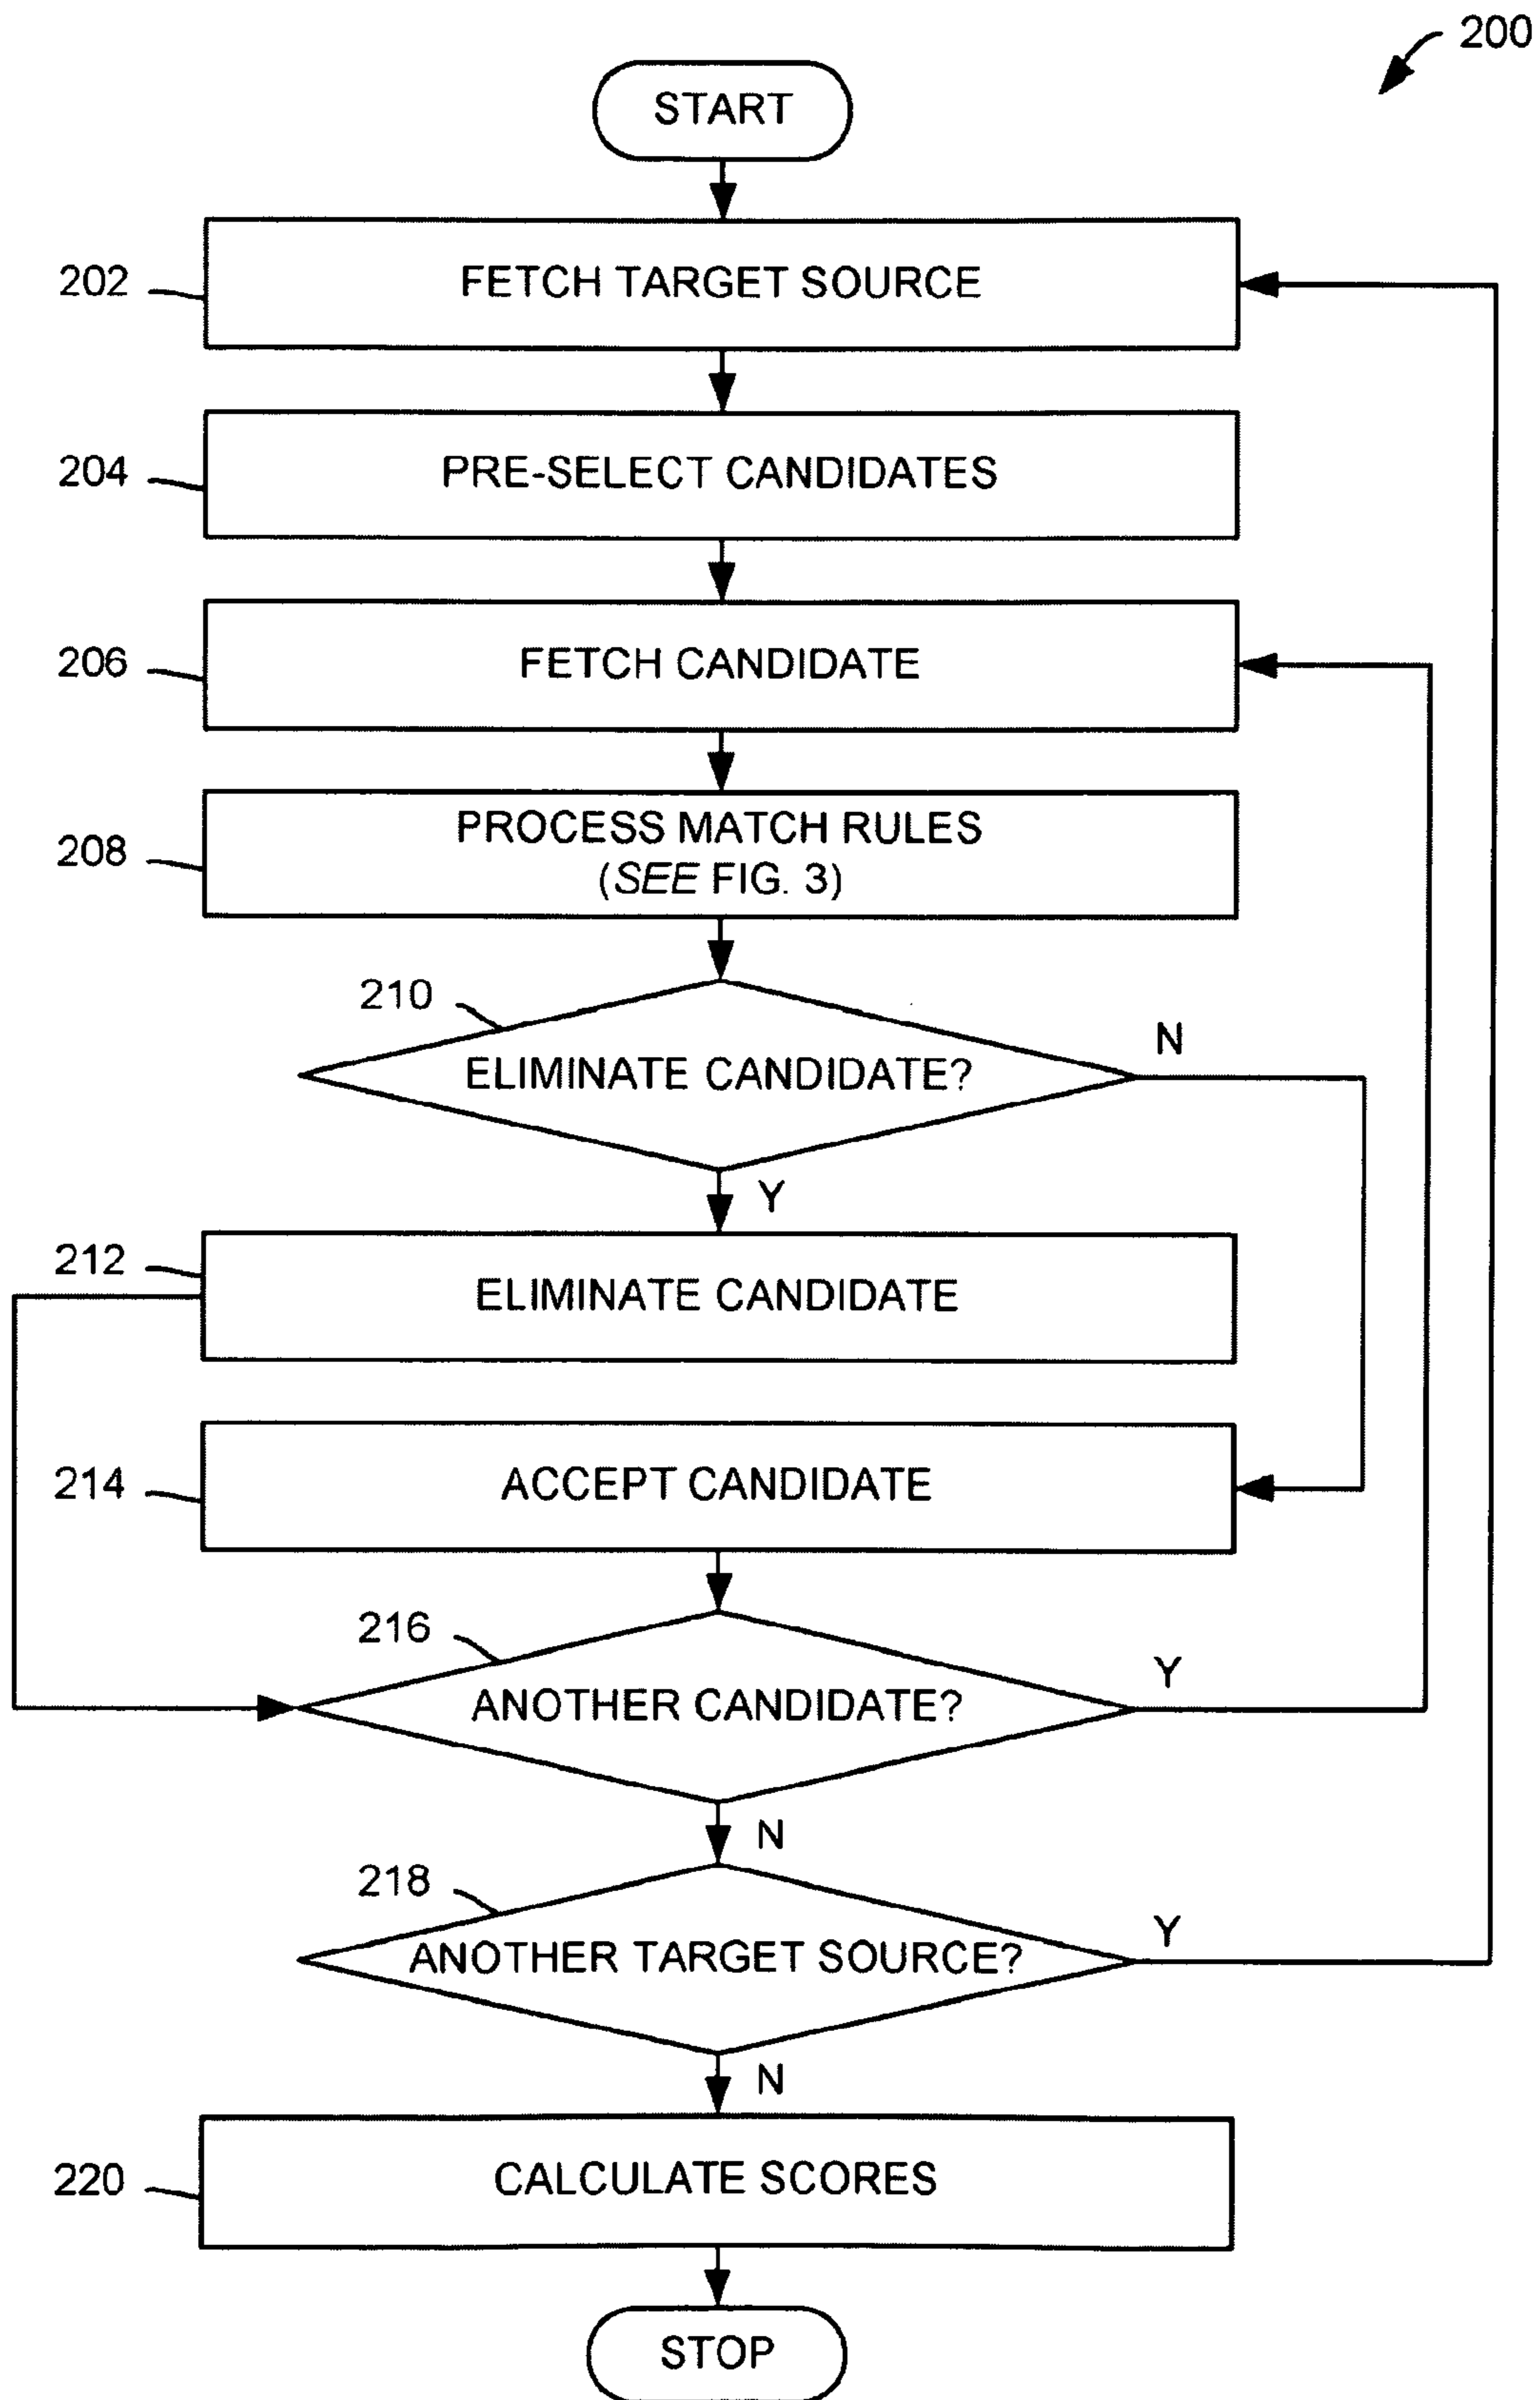 200
START
202
FETCH TARGET SOURCE
204
PRE-SELECT CANDIDATES
206
FETCH CANDIDATE
208
PROCESS MATCH RULES
(SEE FIG. 3)
210
ELIMINATE CANDIDATE?
N
Y
212
ELIMINATE CANDIDATE
214
ACCEPT CANDIDATE
216
ANOTHER CANDIDATE?
Y
N
218
ANOTHER TARGET SOURCE?
Y
N
220
CALCULATE SCORES
STOP